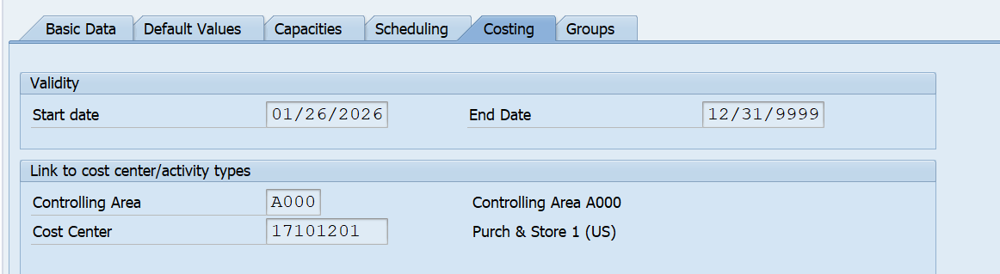 Basic Data Default Values Capacities Scheduling Costing Groups
Validity
Start date 01/26/2026 End Date 12/31/9999
Link to cost center/activity types
Controlling Area A000 Controlling Area A000
Cost Center 17101201 Purch & Store 1 (US)